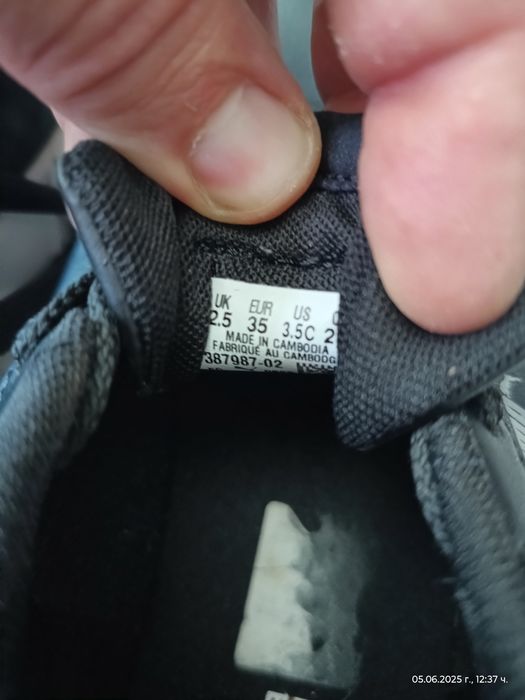 UK EUR US
2.5 35 3.5C 2
MADE IN CAMBODIA
FABRIQUÉ AU CAMBODG
387987-02
05.06.2025 г., 12:37 ч.